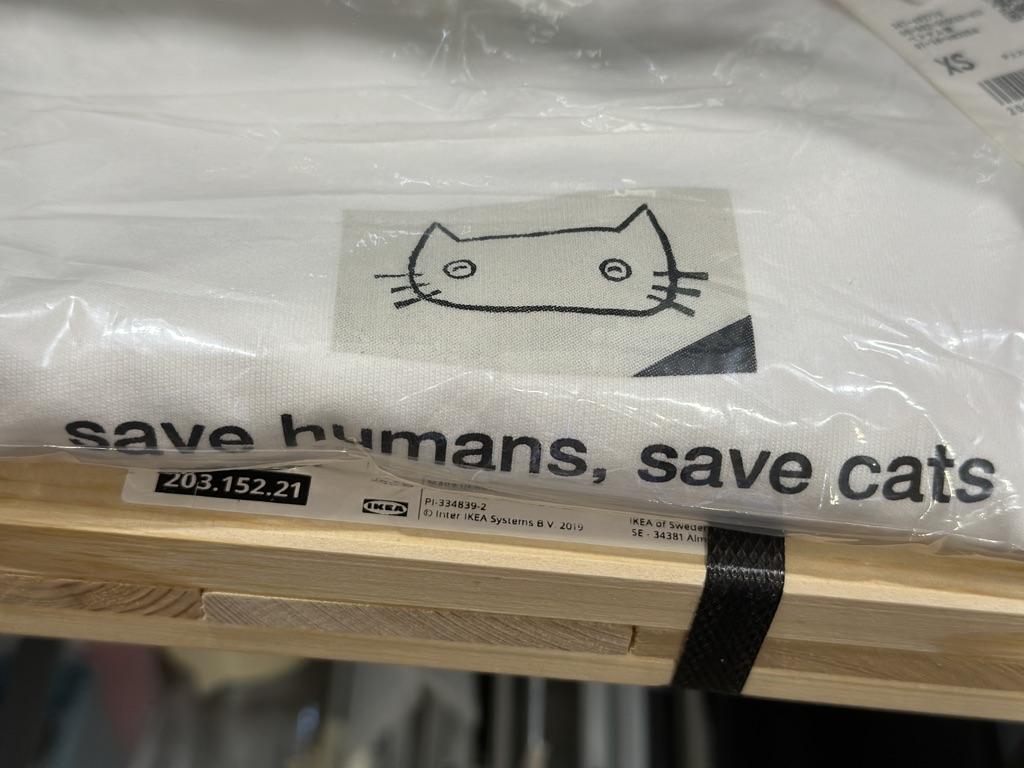 XS
save humans, save cats
203.152.21
IKEA
PI-334839-2
© Inter IKEA Systems B.V. 2019
IKEA of Sweden
SE - 34381 Alm